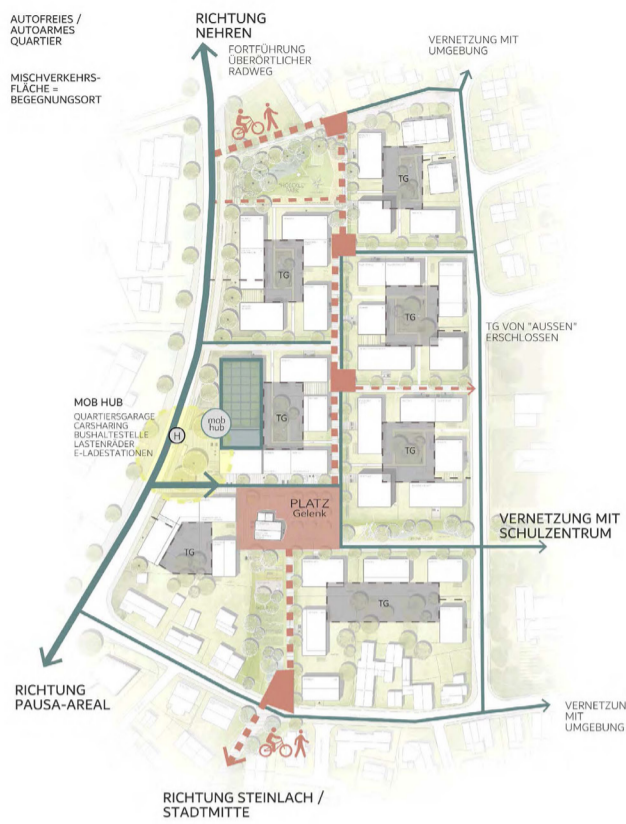 AUTOFREIES /
AUTOARMES
QUARTIER
MISCHVERKEHRS-
FLÄCHE =
BEGEGNUNGSORT
RICHTUNG
NEHREN
FORTFÜHRUNG
ÜBERÖRTLICHER
RADWEG
VERNETZUNG MIT
UMGEBUNG
TG
TG
TG
TG VON "AUSSEN"
ERSCHLOSSEN
MOB HUB
QUARTIERSGARAGE
CARSHARING
BUSHALTESTELLE
LASTENRÄDER
E-LADESTATIONEN
H
mob
hub
TG
TG
PLATZ
Gelenk
VERNETZUNG MIT
SCHULZENTRUM
TG
TG
RICHTUNG
PAUSA-AREAL
VERNETZUN
MIT
UMGEBUNG
RICHTUNG STEINLACH /
STADTMITTE